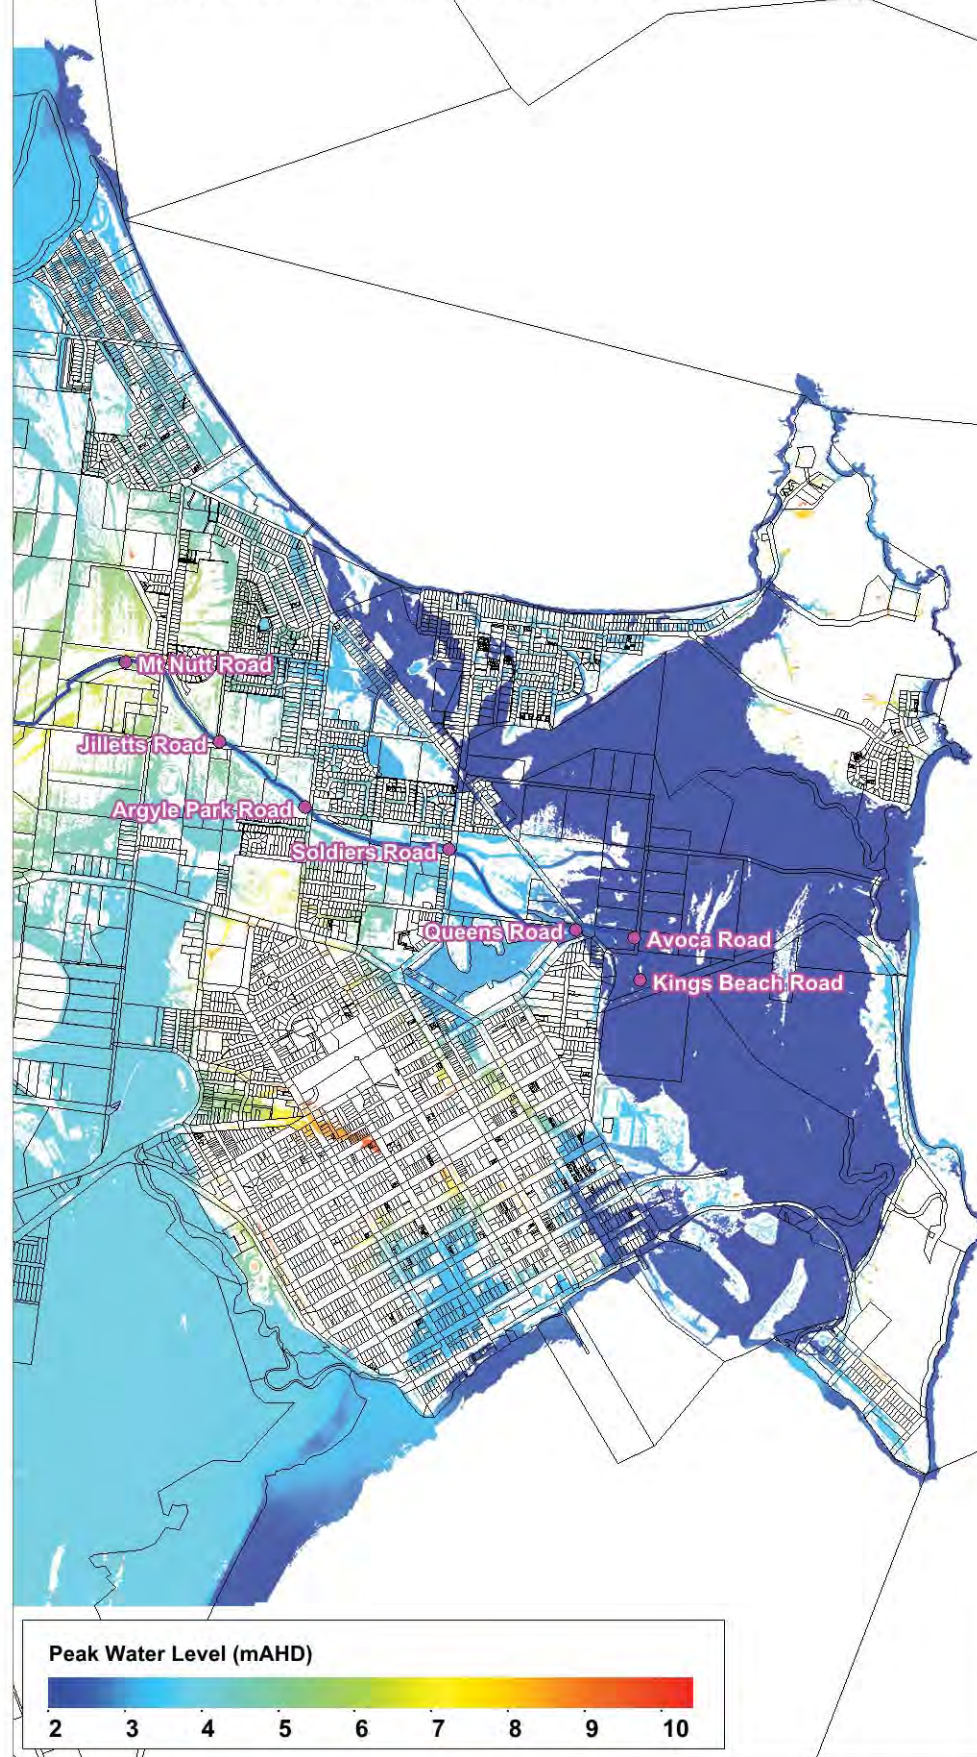 Mt Nutt Road
Jilletts Road
Argyle Park Road
Soldiers Road
Queens Road
Avoca Road
Kings Beach Road
Peak Water Level (mAHD)
2 3 4 5 6 7 8 9 10